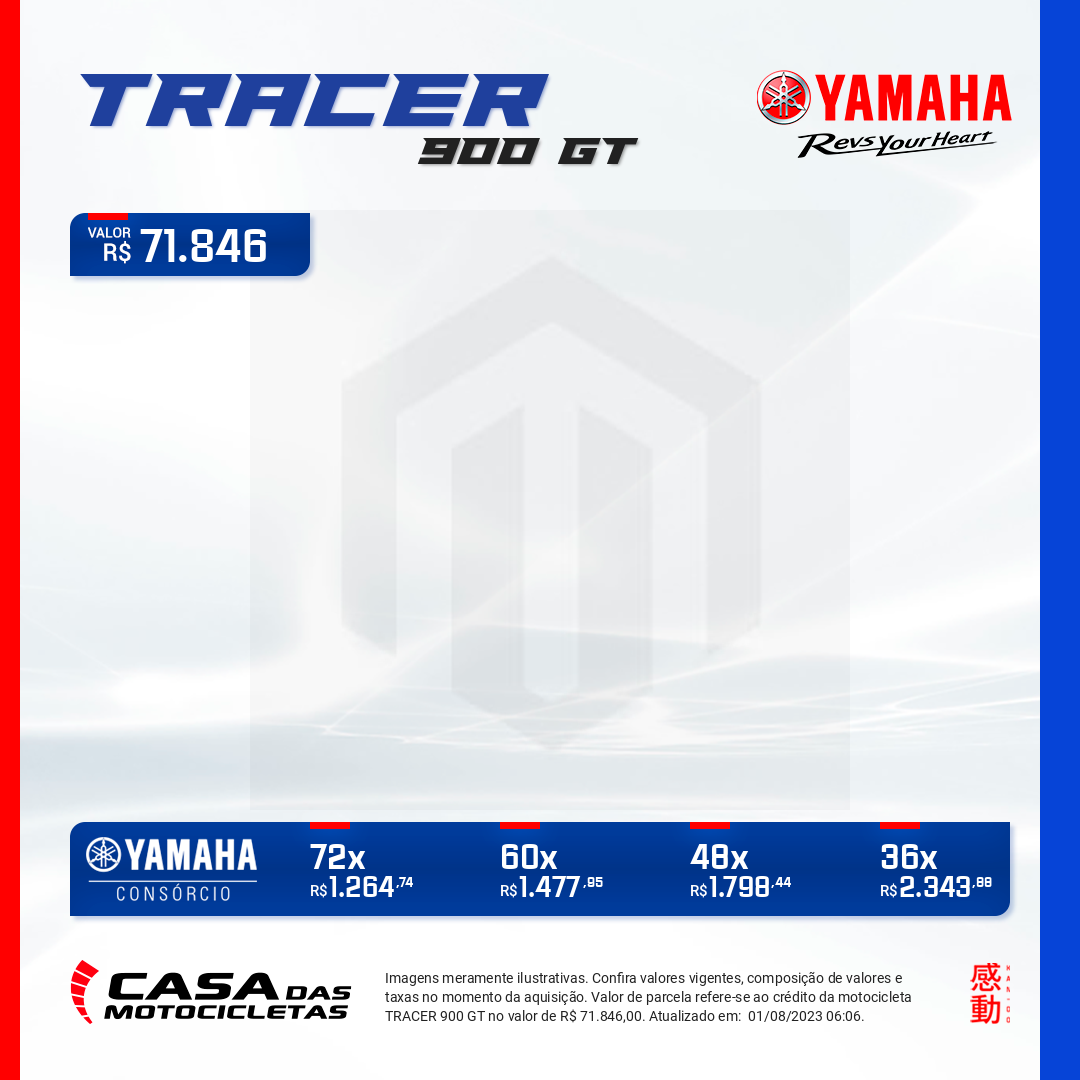 TRACER
900 GT
YAMAHA
Revs Your Heart
VALOR
R$ 71.846
YAMAHA
CONSÓRCIO
72x
R$ 1.264,74
60x
R$ 1.477,95
48x
R$ 1.798,44
36x
R$ 2.343,88
CASA DAS
MOTOCICLETAS
Imagens meramente ilustrativas. Confira valores vigentes, composição de valores e
taxas no momento da aquisição. Valor de parcela refere-se ao crédito da motocicleta
TRACER 900 GT no valor de R$ 71.846,00. Atualizado em: 01/08/2023 06:06.
感動